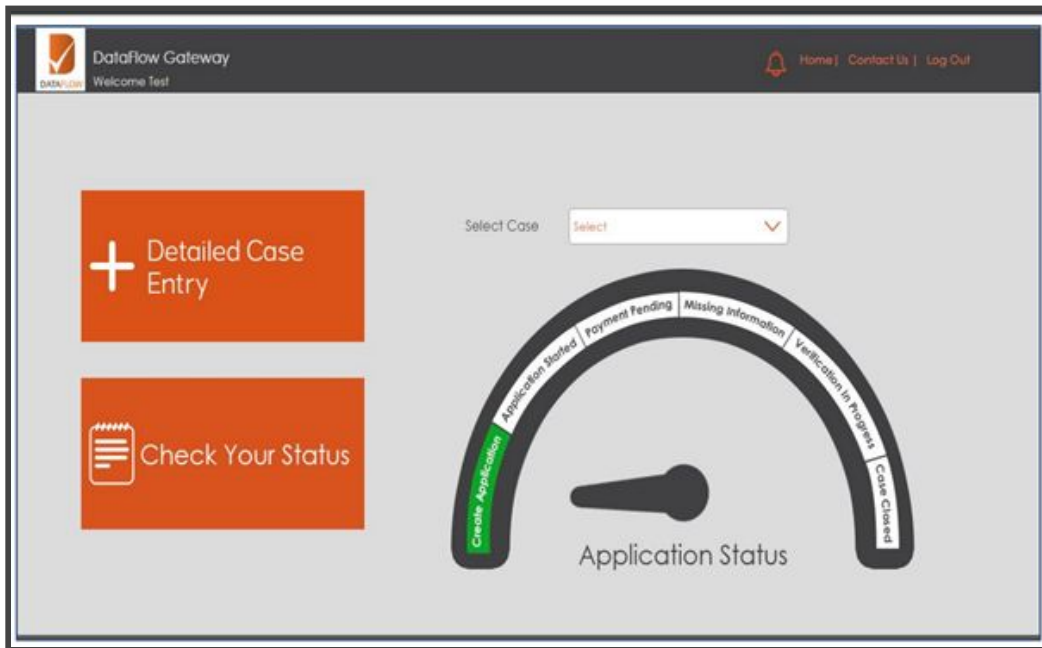 DataFlow Gateway
Welcome Test
DATAFLOW
Home | Contact Us | Log Out
Detailed Case
Entry
Check Your Status
Select Case
Select
Create Application
Application Started
Payment Pending
Missing Information
Verification In Progress
Case Closed
Application Status